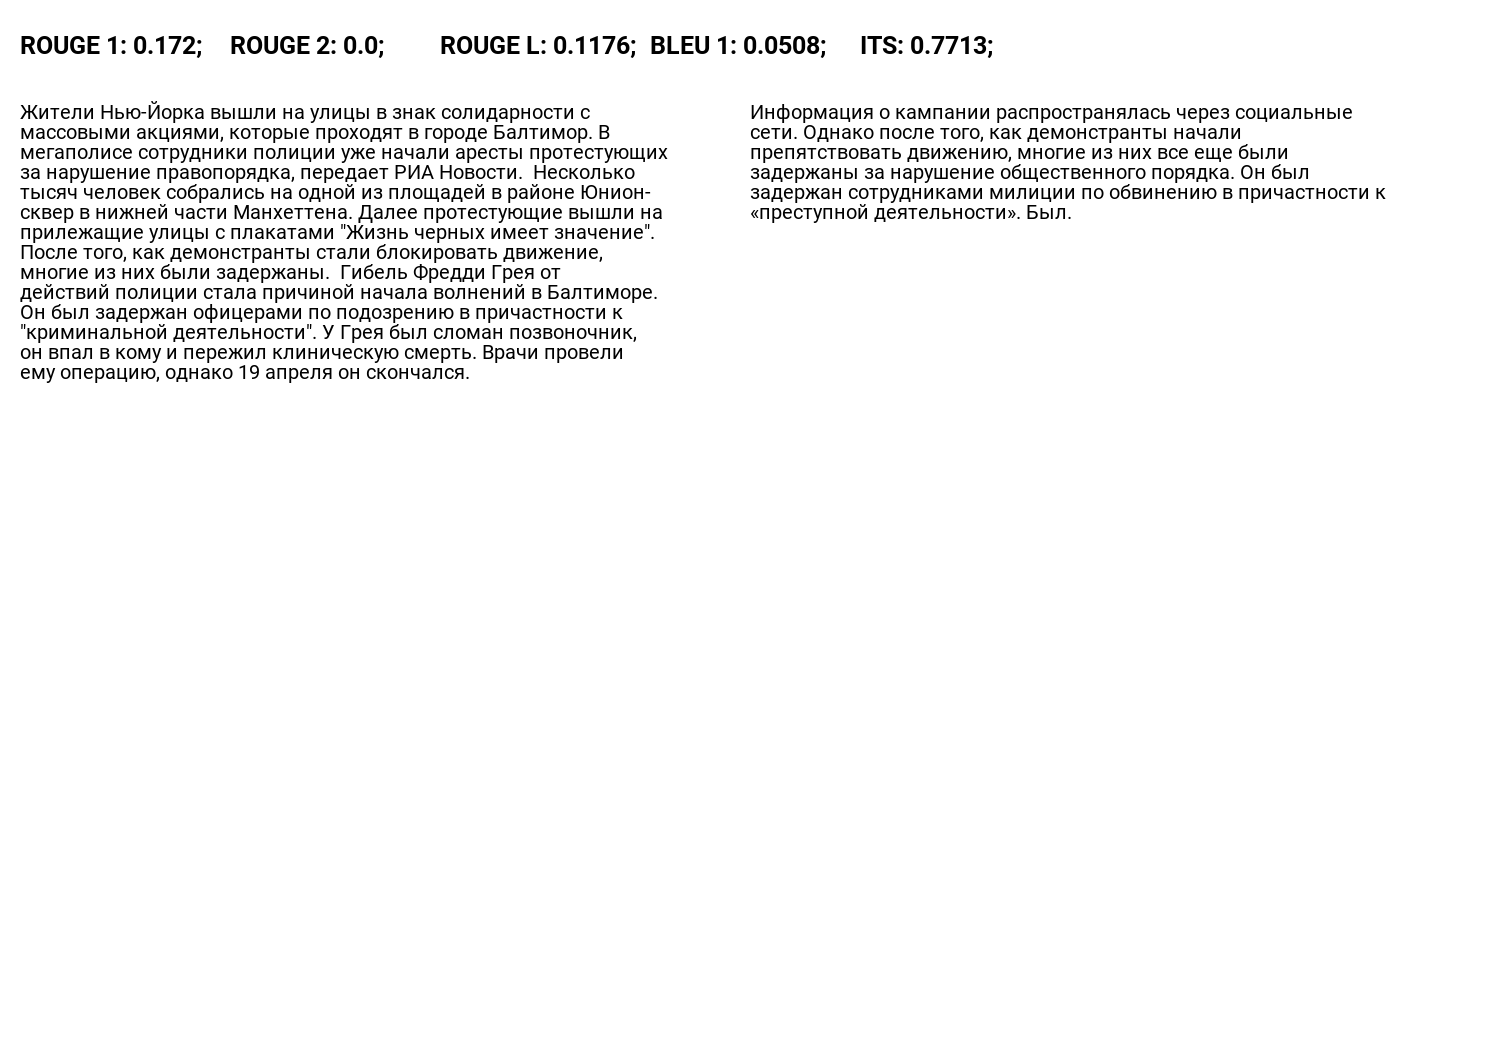 ROUGE 1: 0.172; ROUGE 2: 0.0; ROUGE L: 0.1176; BLEU 1: 0.0508; ITS: 0.7713;
Жители Нью-Йорка вышли на улицы в знак солидарности с
массовыми акциями, которые проходят в городе Балтимор. В
мегаполисе сотрудники полиции уже начали аресты протестующих
за нарушение правопорядка, передает РИА Новости.  Несколько
тысяч человек собрались на одной из площадей в районе Юнион-
сквер в нижней части Манхеттена. Далее протестующие вышли на
прилежащие улицы с плакатами "Жизнь черных имеет значение".
После того, как демонстранты стали блокировать движение,
многие из них были задержаны.  Гибель Фредди Грея от
действий полиции стала причиной начала волнений в Балтиморе.
Он был задержан офицерами по подозрению в причастности к
"криминальной деятельности". У Грея был сломан позвоночник,
он впал в кому и пережил клиническую смерть. Врачи провели
ему операцию, однако 19 апреля он скончался.
Информация о кампании распространялась через социальные
сети. Однако после того, как демонстранты начали
препятствовать движению, многие из них все еще были
задержаны за нарушение общественного порядка. Он был
задержан сотрудниками милиции по обвинению в причастности к
«преступной деятельности». Был.